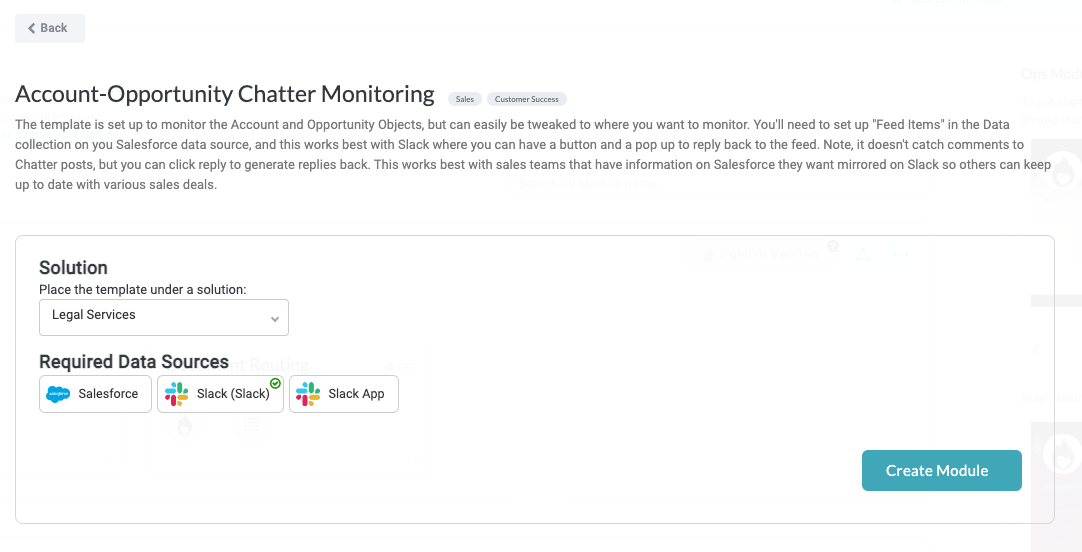 Back
Account-Opportunity Chatter Monitoring Sales Customer Success
The template is set up to monitor the Account and Opportunity Objects, but can easily be tweaked to where you want to monitor. You'll need to set up "Feed Items" in the Data
collection on you Salesforce data source, and this works best with Slack where you can have a button and a pop up to reply back to the feed. Note, it doesn't catch comments to
Chatter posts, but you can click reply to generate replies back. This works best with sales teams that have information on Salesforce they want mirrored on Slack so others can keep
up to date with various sales deals.
Solution
Place the template under a solution:
Legal Services
Required Data Sources
Salesforce Slack (Slack) Slack App
Create Module